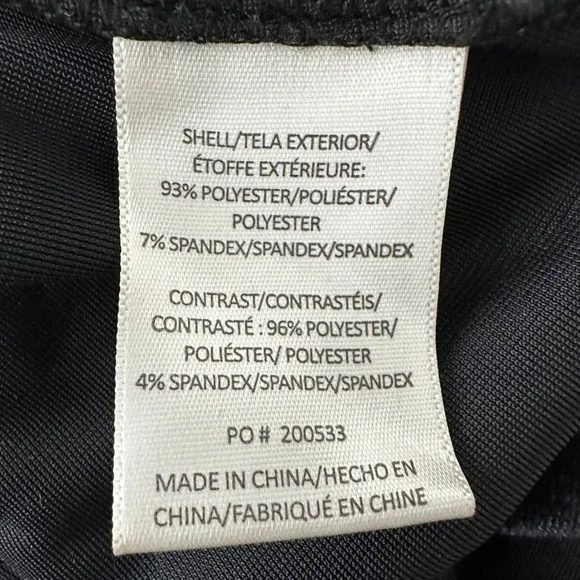 SHELL/TELA EXTERIOR/
ÉTOFFE EXTÉRIEURE:
93% POLYESTER/POLIÉSTER/
POLYESTER
7% SPANDEX/SPANDEX/SPANDEX
CONTRAST/CONTRASTÉIS/
CONTRASTÉ : 96% POLYESTER/
POLIÉSTER/ POLYESTER
4% SPANDEX/SPANDEX/SPANDEX
PO # 200533
MADE IN CHINA/HECHO EN
CHINA/FABRIQUÉ EN CHINE